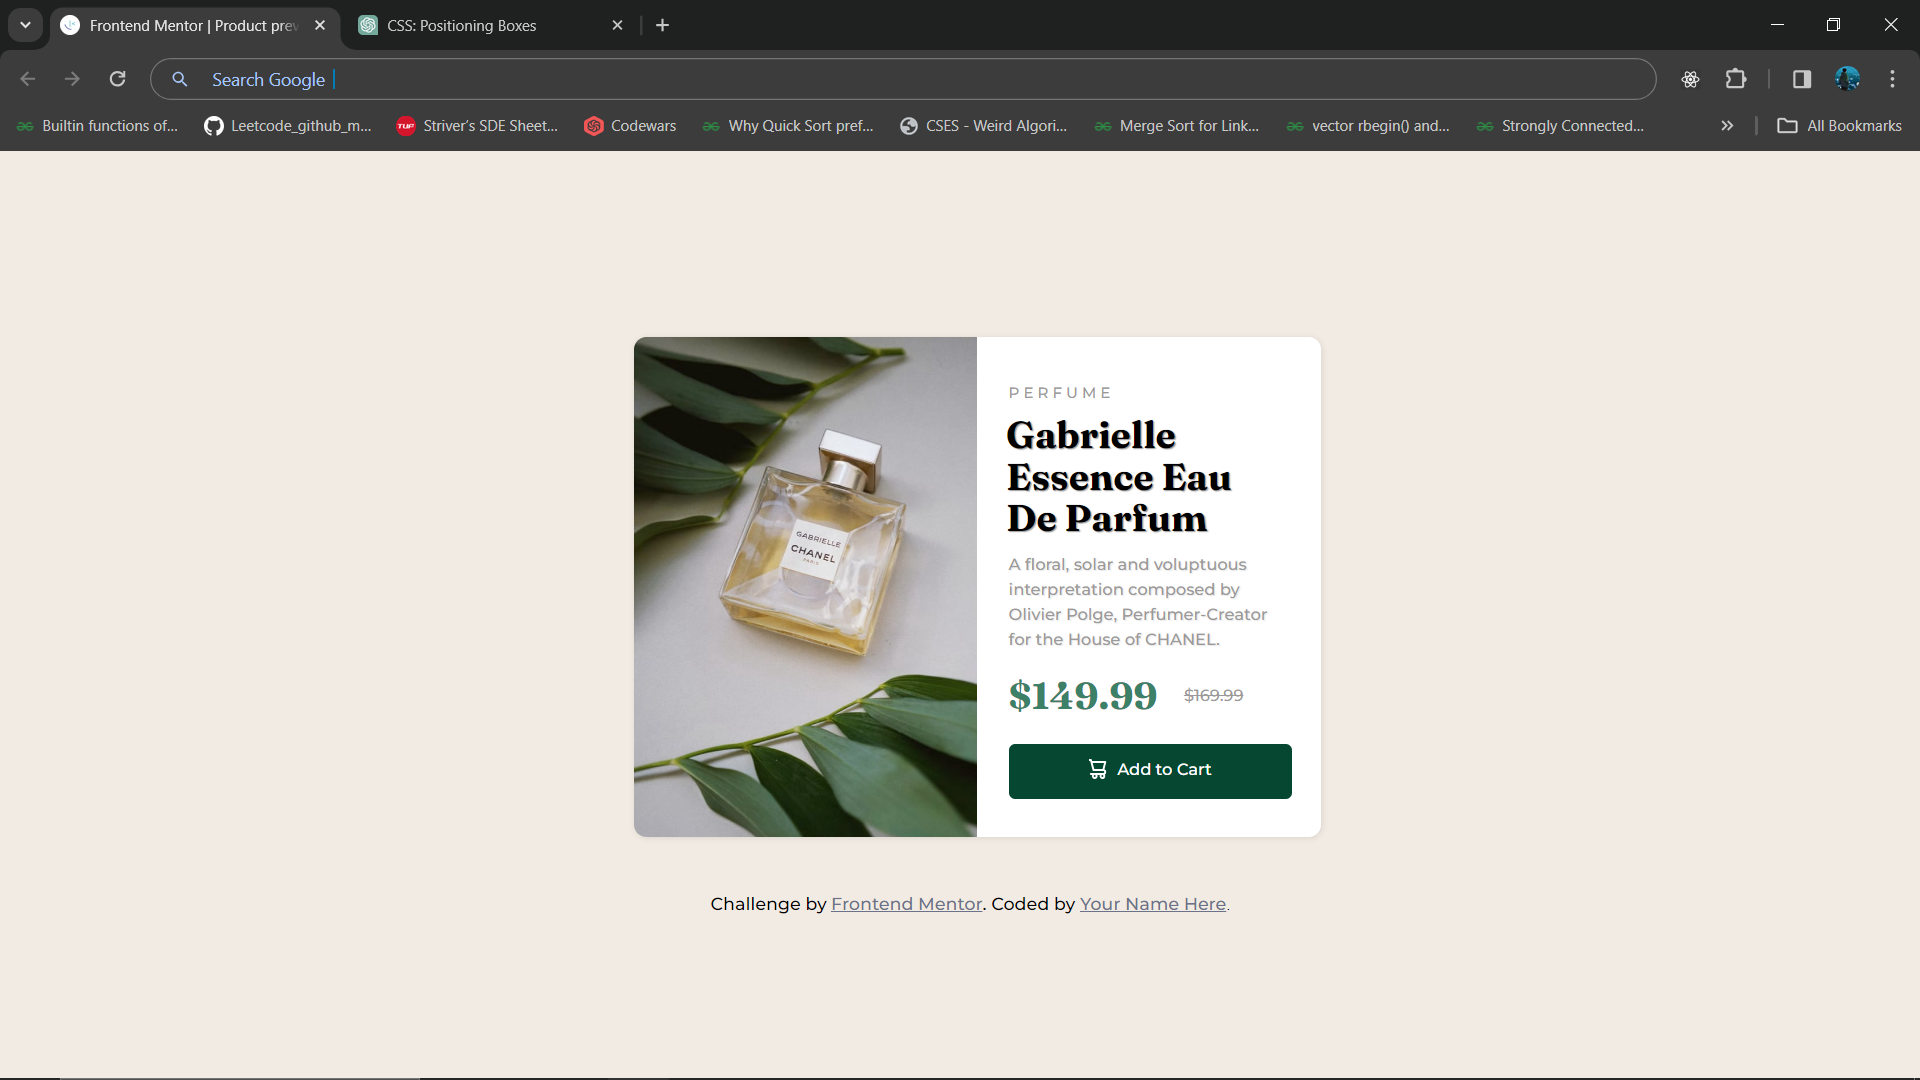 Frontend Mentor | Product prev
CSS: Positioning Boxes
Search Google
Builtin functions of...
Leetcode_github_m...
TUF
Striver's SDE Sheet...
Codewars
Why Quick Sort pref...
CSES - Weird Algori...
Merge Sort for Link...
vector rbegin() and...
Strongly Connected...
All Bookmarks
GABRIELLE
CHANEL
PARIS
PERFUME
Gabrielle
Essence Eau
De Parfum
A floral, solar and voluptuous
interpretation composed by
Olivier Polge, Perfumer-Creator
for the House of CHANEL.
$149.99 $169.99
Add to Cart
Challenge by Frontend Mentor. Coded by Your Name Here.